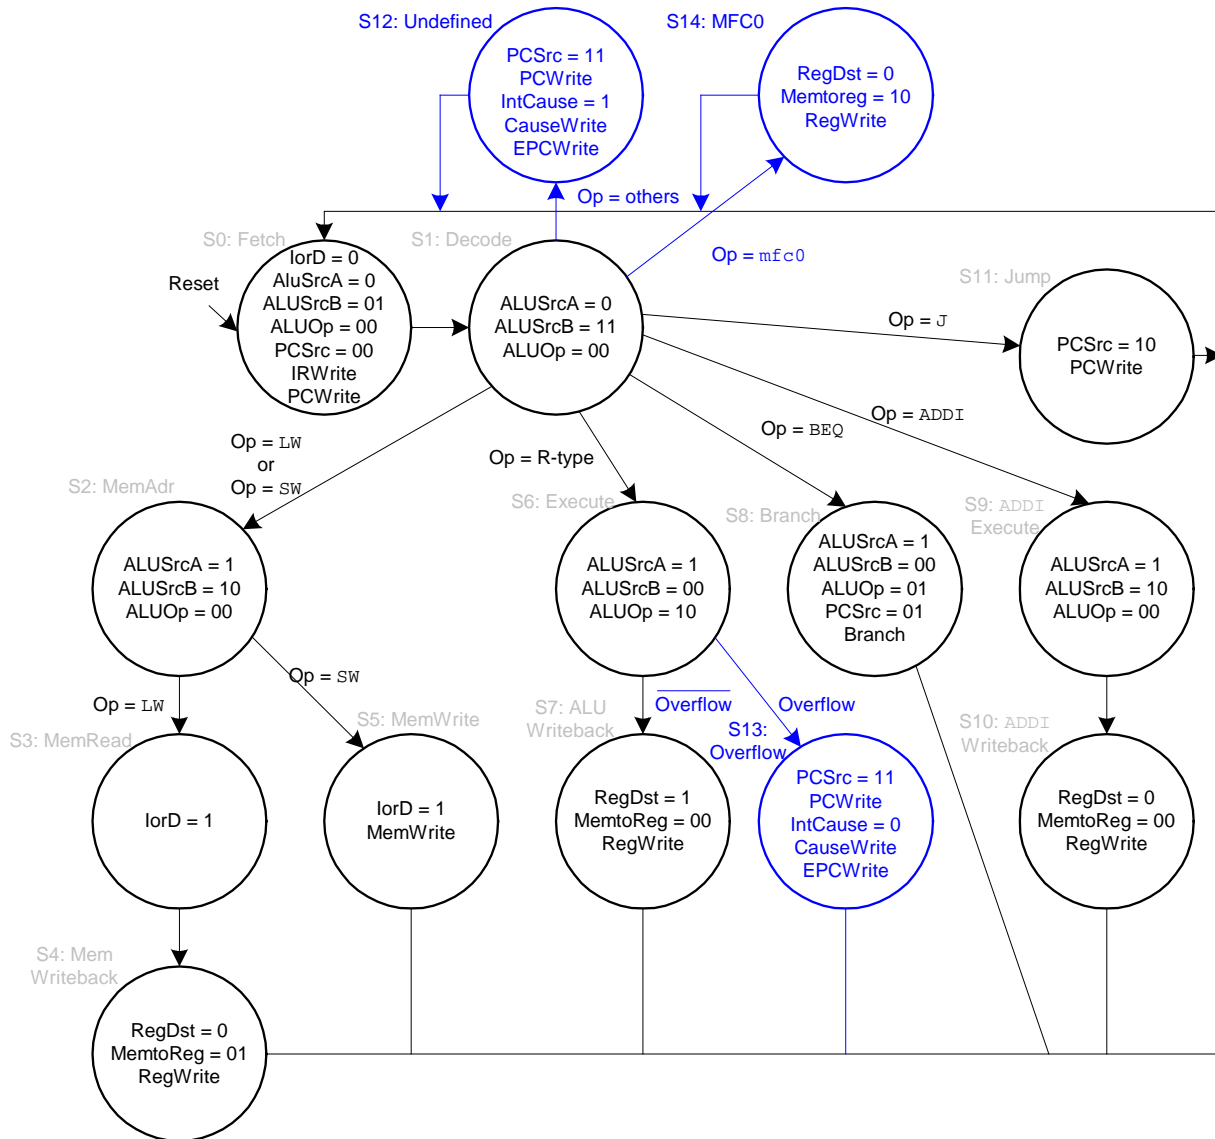 S12: Undefined
S14: MFC0
PCSrc = 11
PCWrite
IntCause = 1
CauseWrite
EPCWrite
RegDst = 0
Memtoreg = 10
RegWrite
Op = others
S0: Fetch
S1: Decode
Op = mfc0
S11: Jump
Reset
IorD = 0
AluSrcA = 0
ALUSrcB = 01
ALUOp = 00
PCSrc = 00
IRWrite
PCWrite
ALUSrcA = 0
ALUSrcB = 11
ALUOp = 00
Op = J
PCSrc = 10
PCWrite
Op = LW
or
Op = SW
Op = R-type
Op = BEQ
Op = ADDI
S2: MemAdr
S6: Execute
S8: Branch
S9: ADDI
Execute
ALUSrcA = 1
ALUSrcB = 10
ALUOp = 00
ALUSrcA = 1
ALUSrcB = 00
ALUOp = 10
ALUSrcA = 1
ALUSrcB = 00
ALUOp = 01
PCSrc = 01
Branch
ALUSrcA = 1
ALUSrcB = 10
ALUOp = 00
Op = LW
Op = SW
Overflow
Overflow
S3: MemRead
S5: MemWrite
S7: ALU
Writeback
S13:
Overflow
S10: ADDI
Writeback
IorD = 1
IorD = 1
MemWrite
RegDst = 1
MemtoReg = 00
RegWrite
PCSrc = 11
PCWrite
IntCause = 0
CauseWrite
EPCWrite
RegDst = 0
MemtoReg = 00
RegWrite
S4: Mem
Writeback
RegDst = 0
MemtoReg = 01
RegWrite